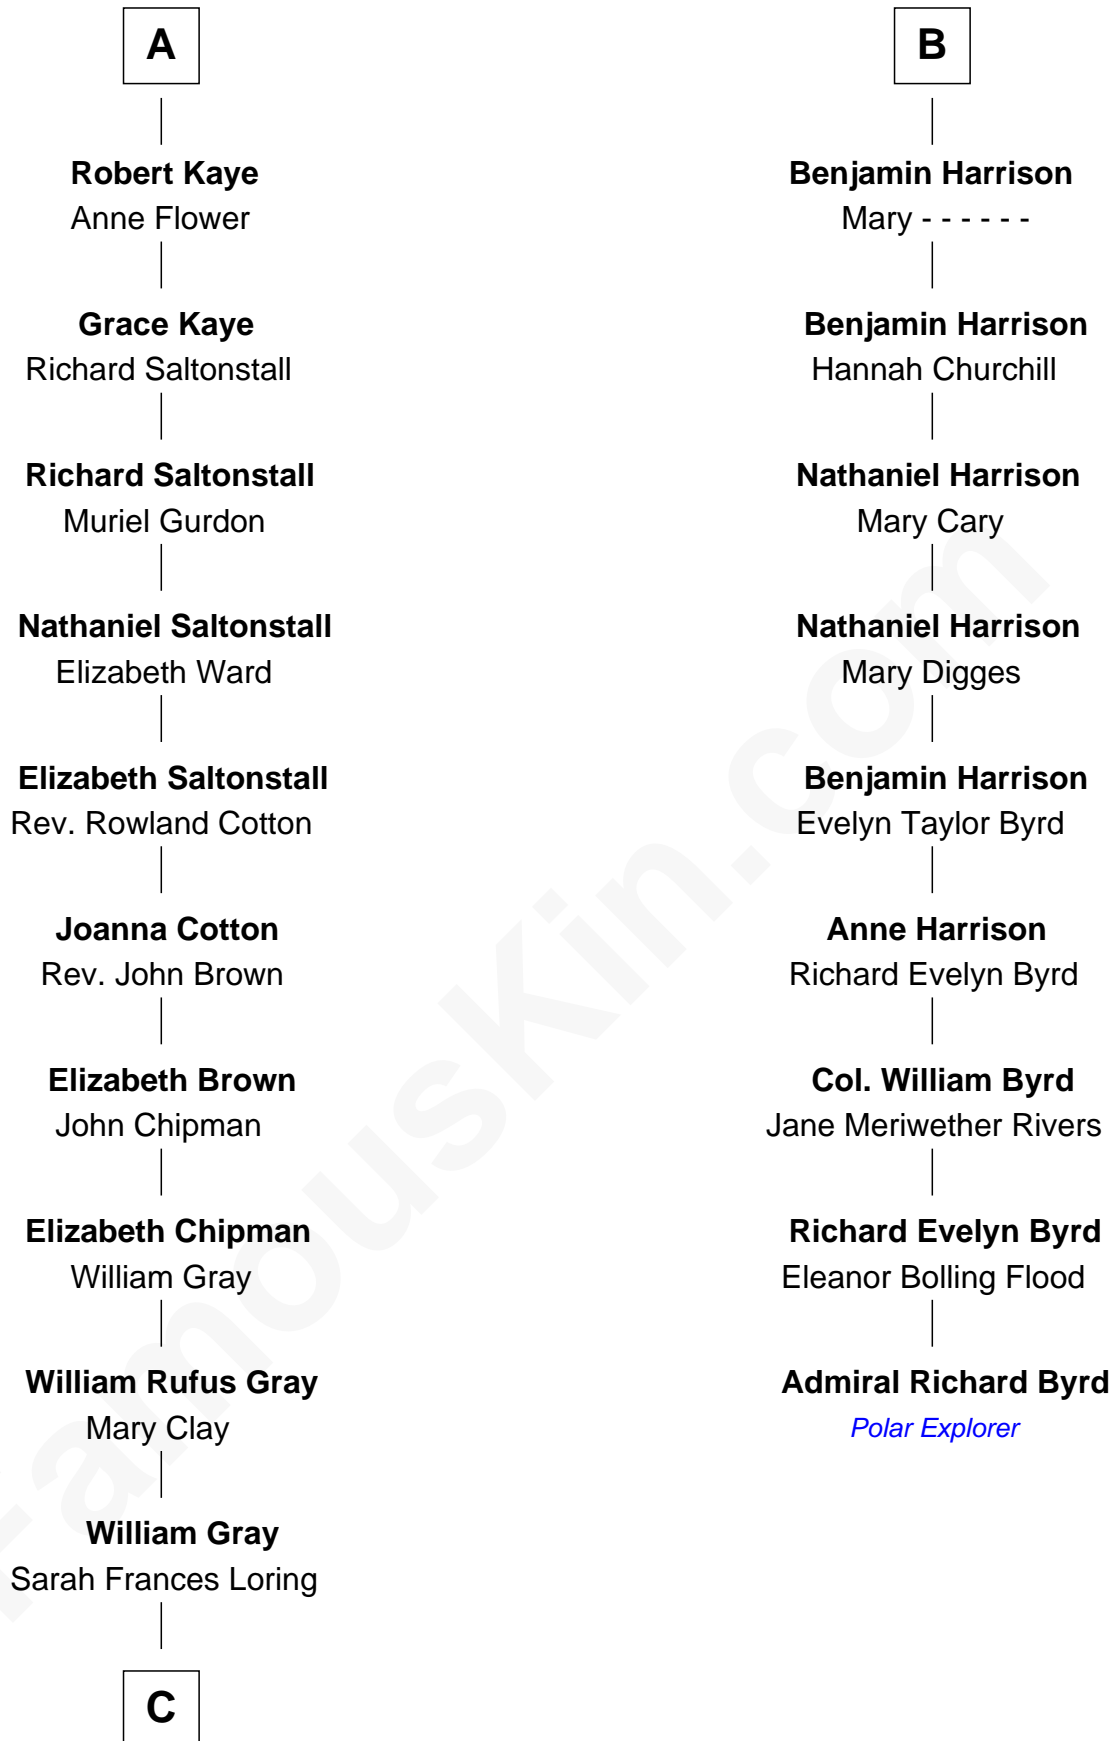 A
Robert Kaye
Anne Flower
Grace Kaye
Richard Saltonstall
Richard Saltonstall
Muriel Gurdon
Nathaniel Saltonstall
Elizabeth Ward
Elizabeth Saltonstall
Rev. Rowland Cotton
Joanna Cotton
Rev. John Brown
Elizabeth Brown
John Chipman
Elizabeth Chipman
William Gray
William Rufus Gray
Mary Clay
William Gray
Sarah Frances Loring
C
B
Benjamin Harrison
Mary - - - - - -
Benjamin Harrison
Hannah Churchill
Nathaniel Harrison
Mary Cary
Nathaniel Harrison
Mary Digges
Benjamin Harrison
Evelyn Taylor Byrd
Anne Harrison
Richard Evelyn Byrd
Col. William Byrd
Jane Meriwether Rivers
Richard Evelyn Byrd
Eleanor Bolling Flood
Admiral Richard Byrd
Polar Explorer
FamousKin.com